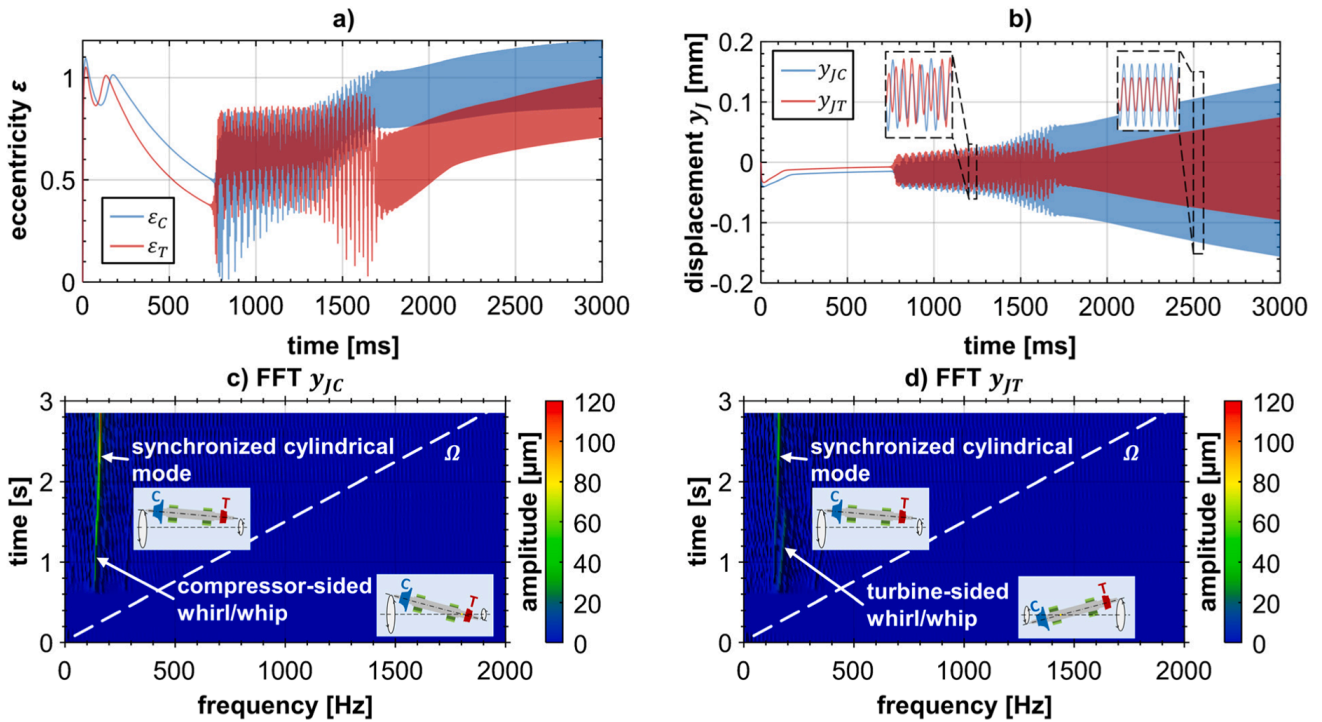 a)
eccentricity ε
1
0.5
0
ε_C
ε_T
0 500 1000 1500 2000 2500 3000
time [ms]
b)
displacement y_J [mm]
0.2
0.1
0
-0.1
-0.2
y_JC
y_JT
0 500 1000 1500 2000 2500 3000
time [ms]
c) FFT y_JC
time [s]
3
2
1
0
synchronized cylindrical
mode
Ω
C T
compressor-sided
whirl/whip
C T
0 500 1000 1500 2000
frequency [Hz]
amplitude [µm]
120
100
80
60
40
20
0
d) FFT y_JT
time [s]
3
2
1
0
synchronized cylindrical
mode
Ω
C T
turbine-sided
whirl/whip
C T
0 500 1000 1500 2000
frequency [Hz]
amplitude [µm]
120
100
80
60
40
20
0